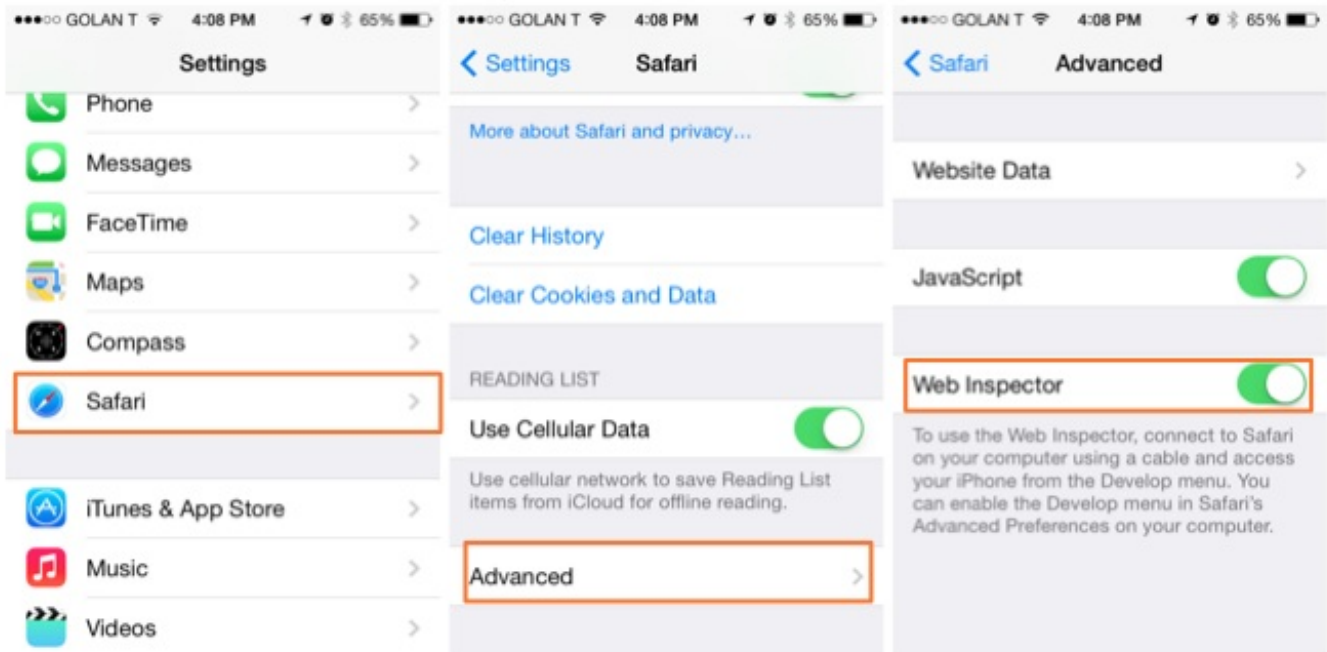 GOLAN T 4:08 PM 65%
Settings
Phone
Messages
FaceTime
Maps
Compass
Safari
iTunes & App Store
Music
Videos
GOLAN T 4:08 PM 65%
Settings Safari
More about Safari and privacy...
Clear History
Clear Cookies and Data
READING LIST
Use Cellular Data
Use cellular network to save Reading List
items from iCloud for offline reading.
Advanced
GOLAN T 4:08 PM 65%
Safari Advanced
Website Data
JavaScript
Web Inspector
To use the Web Inspector, connect to Safari
on your computer using a cable and access
your iPhone from the Develop menu. You
can enable the Develop menu in Safari's
Advanced Preferences on your computer.